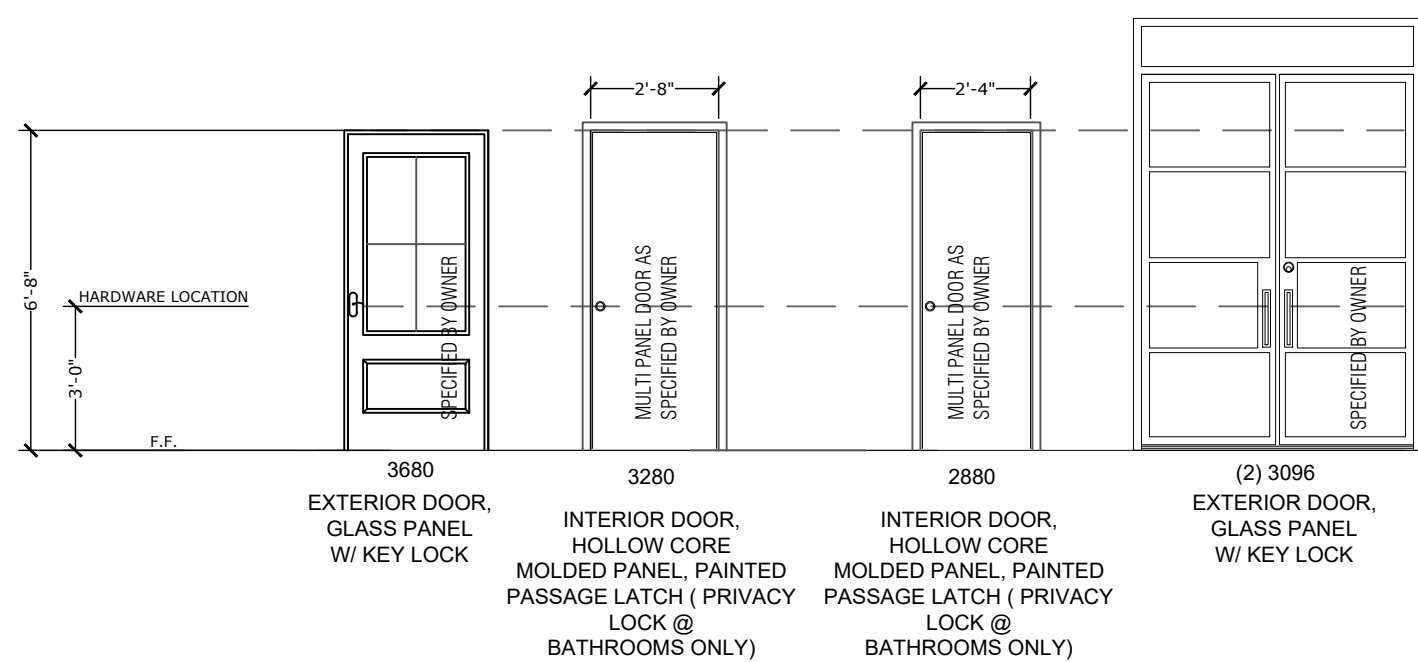 6'-8"
3'-0"
HARDWARE LOCATION
F.F.
SPECIFIED BY OWNER
3680
EXTERIOR DOOR,
GLASS PANEL
W/ KEY LOCK
2'-8"
MULTI PANEL DOOR AS
SPECIFIED BY OWNER
3280
INTERIOR DOOR,
HOLLOW CORE
MOLDED PANEL, PAINTED
PASSAGE LATCH ( PRIVACY
LOCK @
BATHROOMS ONLY)
2'-4"
MULTI PANEL DOOR AS
SPECIFIED BY OWNER
2880
INTERIOR DOOR,
HOLLOW CORE
MOLDED PANEL, PAINTED
PASSAGE LATCH ( PRIVACY
LOCK @
BATHROOMS ONLY)
SPECIFIED BY OWNER
(2) 3096
EXTERIOR DOOR,
GLASS PANEL
W/ KEY LOCK